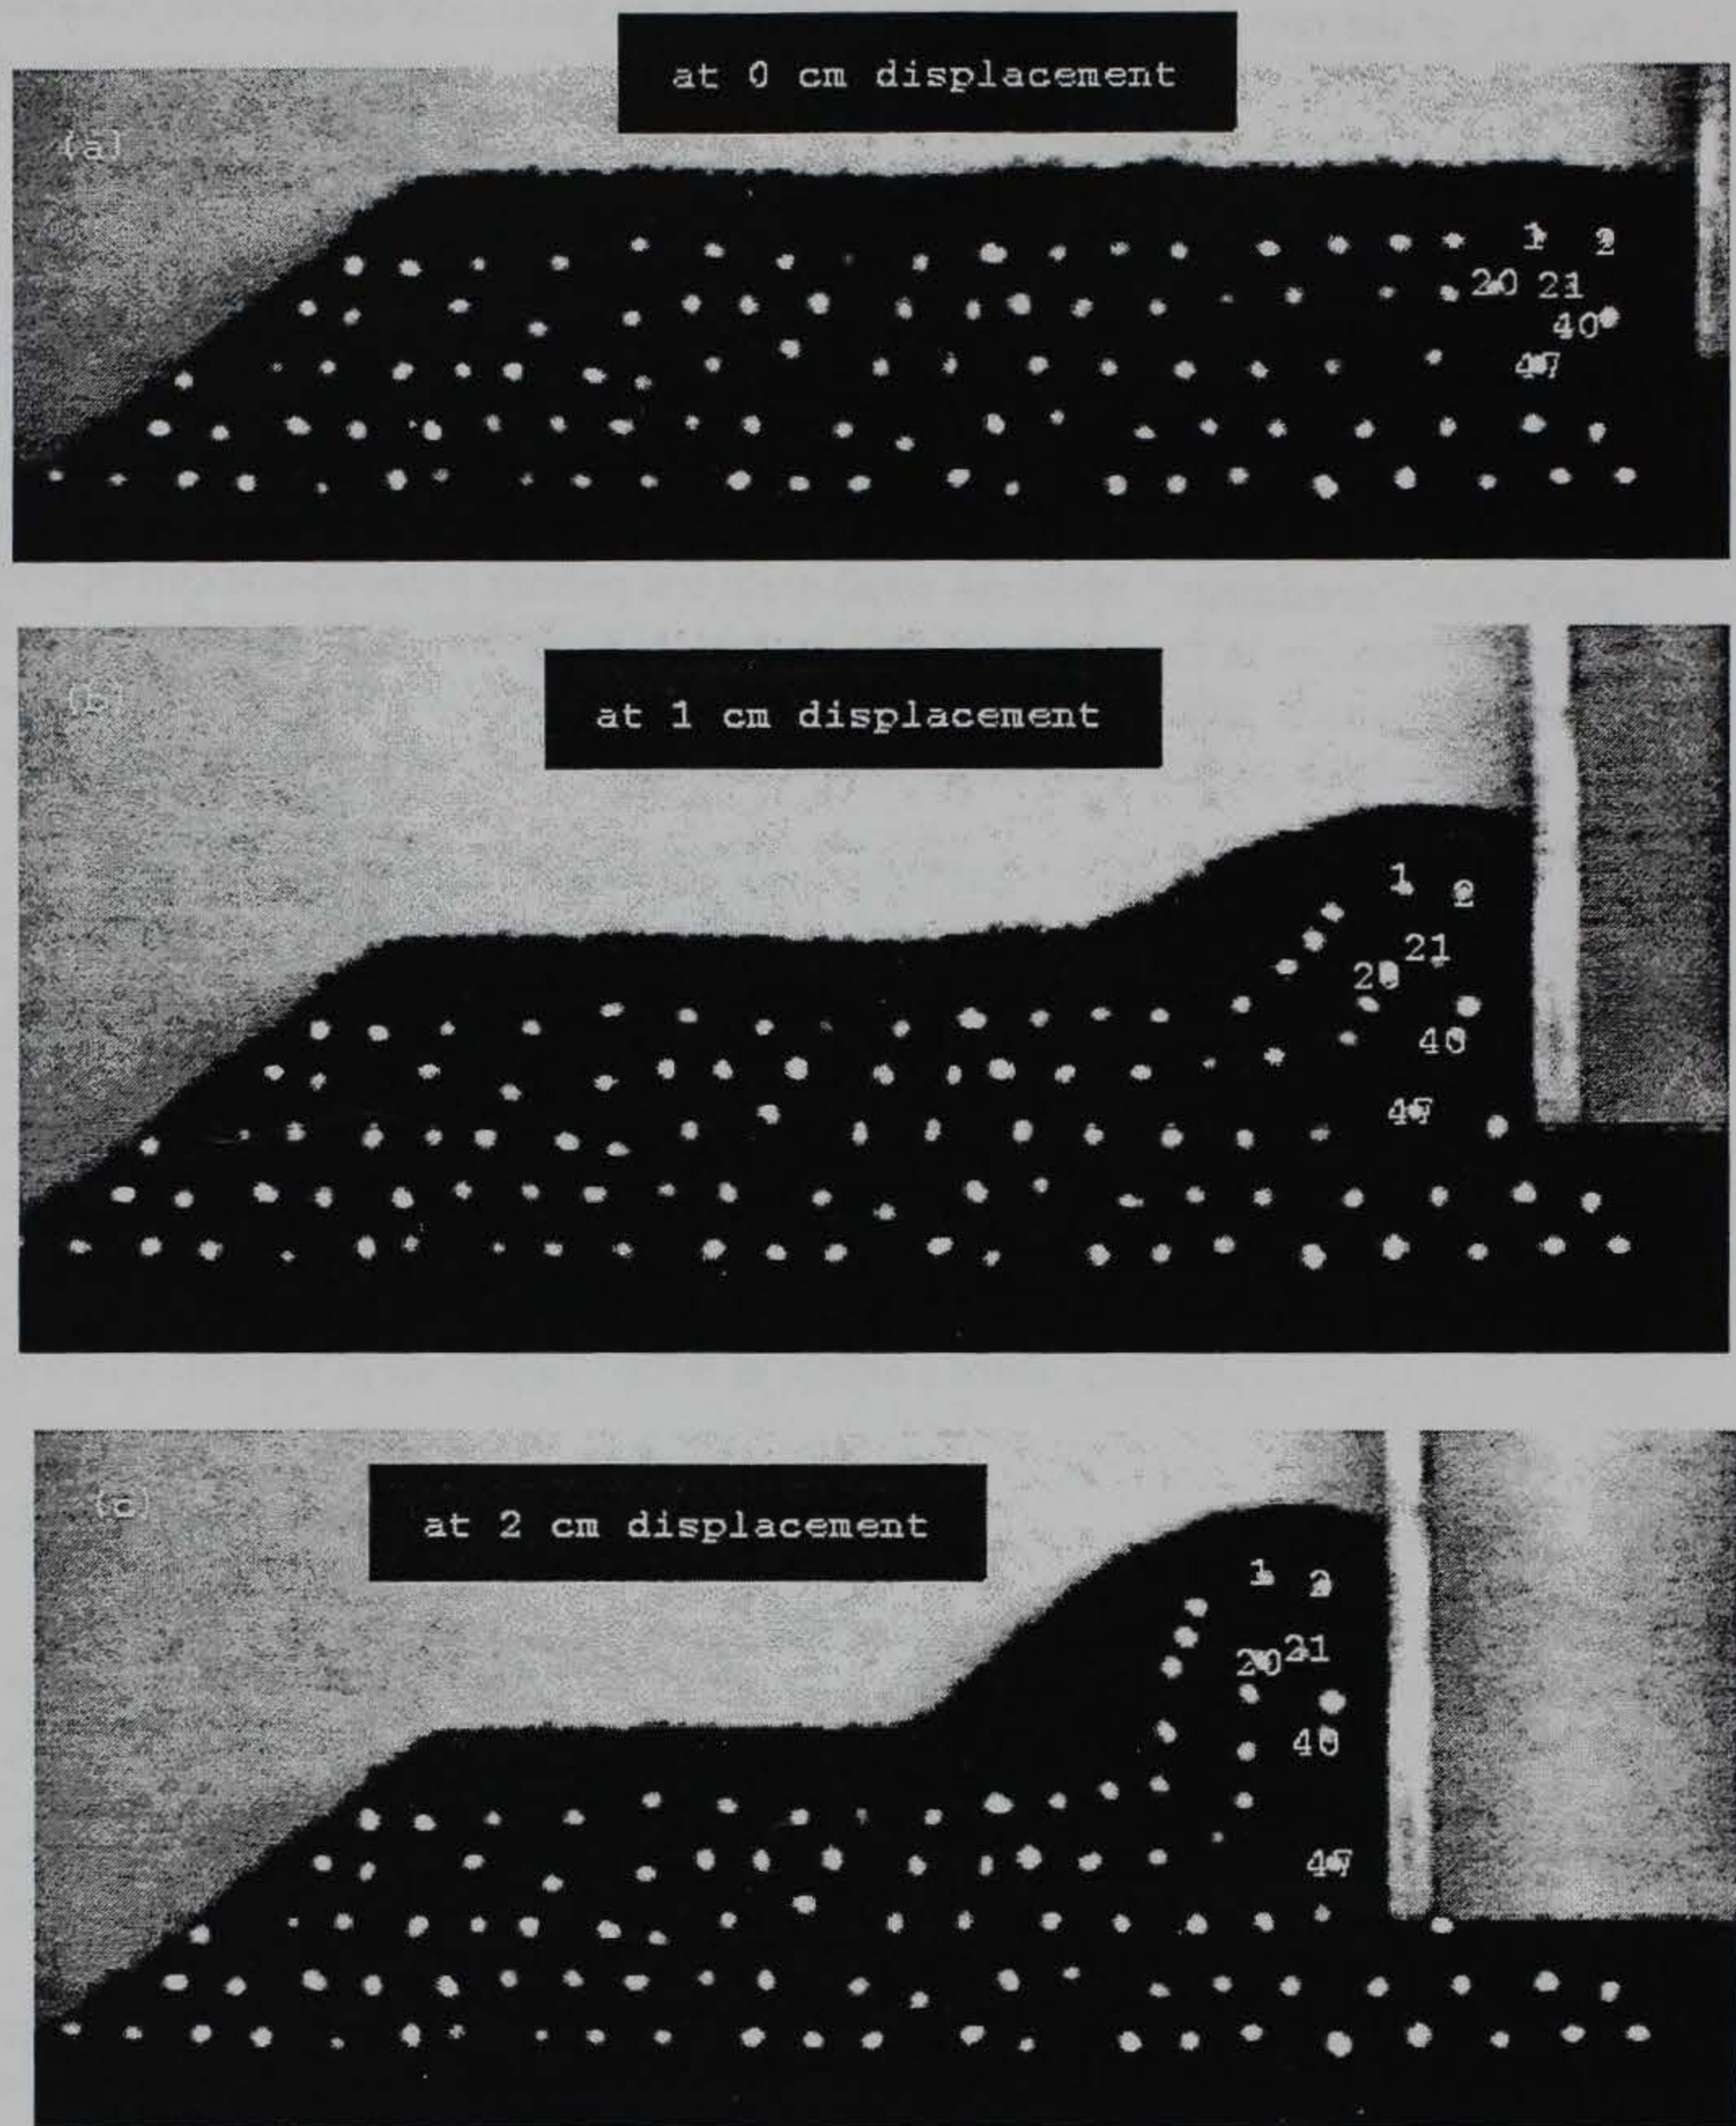 at 0 cm displacement
(a)
1 2
20 21
40
47
at 1 cm displacement
(b)
1 2
21
20
40
47
at 2 cm displacement
(c)
1 2
20 21
40
47